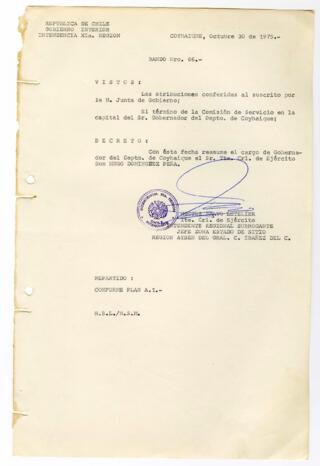 REPUBLICA DE CHILE
GOBIERNO INTERIOR
INTENDENCIA XIa. REGION
COYHAIQUE, Octubre 30 de 1975.-
BANDO Nro. 66.-
V I S T O S :
Las atribuciones conferidas al suscrito por
la H. Junta de Gobierno;
El término de la Comisión de Servicio en la
capital del Sr. Gobernador del Depto. de Coyhaique;
D E C R E T O :
Con ésta fecha reasume el cargo de Goberna-
dor del Depto. de Coyhaique el Sr. Tte. Crl. de Ejército
Don HUGO DOMINGUEZ PEÑA.
LETELIER
Tte. Crl. de Ejército
INTENDENTE REGIONAL SUBROGANTE
JEFE ZONA ESTADO DE SITIO
REGION AYSEN DEL GRAL. C. IBAÑEZ DEL C.
REPARTIDO :
CONFORME PLAN A.1.-